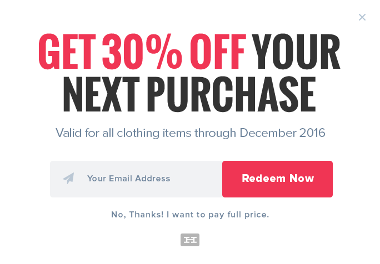 GET 30% OFF YOUR
NEXT PURCHASE
Valid for all clothing items through December 2016
Your Email Address
Redeem Now
No, Thanks! I want to pay full price.